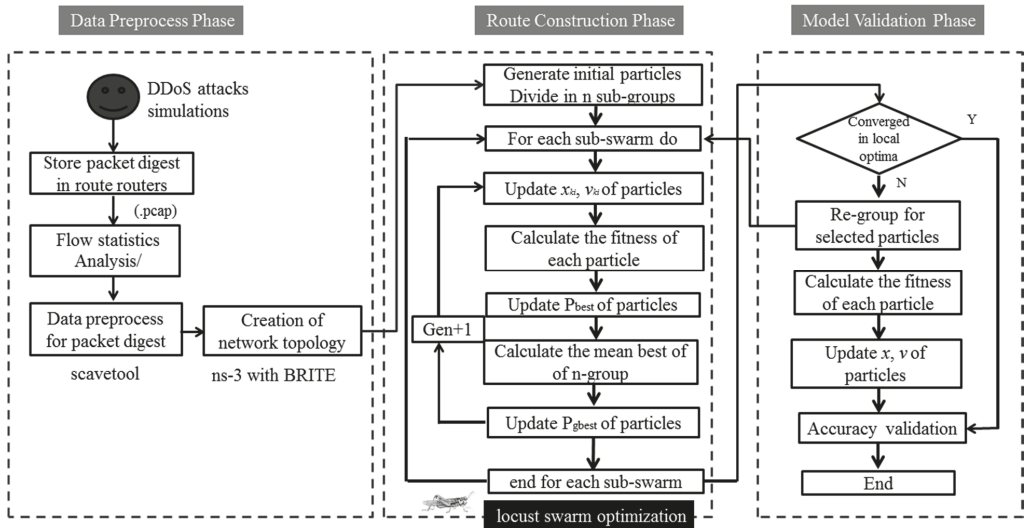 Data Preprocess Phase
DDoS attacks
simulations
Store packet digest
in route routers
(.pcap)
Flow statistics
Analysis/
Data preprocess
for packet digest
scavetool
Creation of
network topology
ns-3 with BRITE
Route Construction Phase
Generate initial particles
Divide in n sub-groups
For each sub-swarm do
Update xki, vki of particles
Calculate the fitness of
each particle
Update Pbest of particles
Gen+1
Calculate the mean best of
of n-group
Update Pgbest of particles
end for each sub-swarm
locust swarm optimization
Model Validation Phase
Converged
in local
optima
Y
N
Re-group for
selected particles
Calculate the fitness
of each particle
Update x, v of
particles
Accuracy validation
End